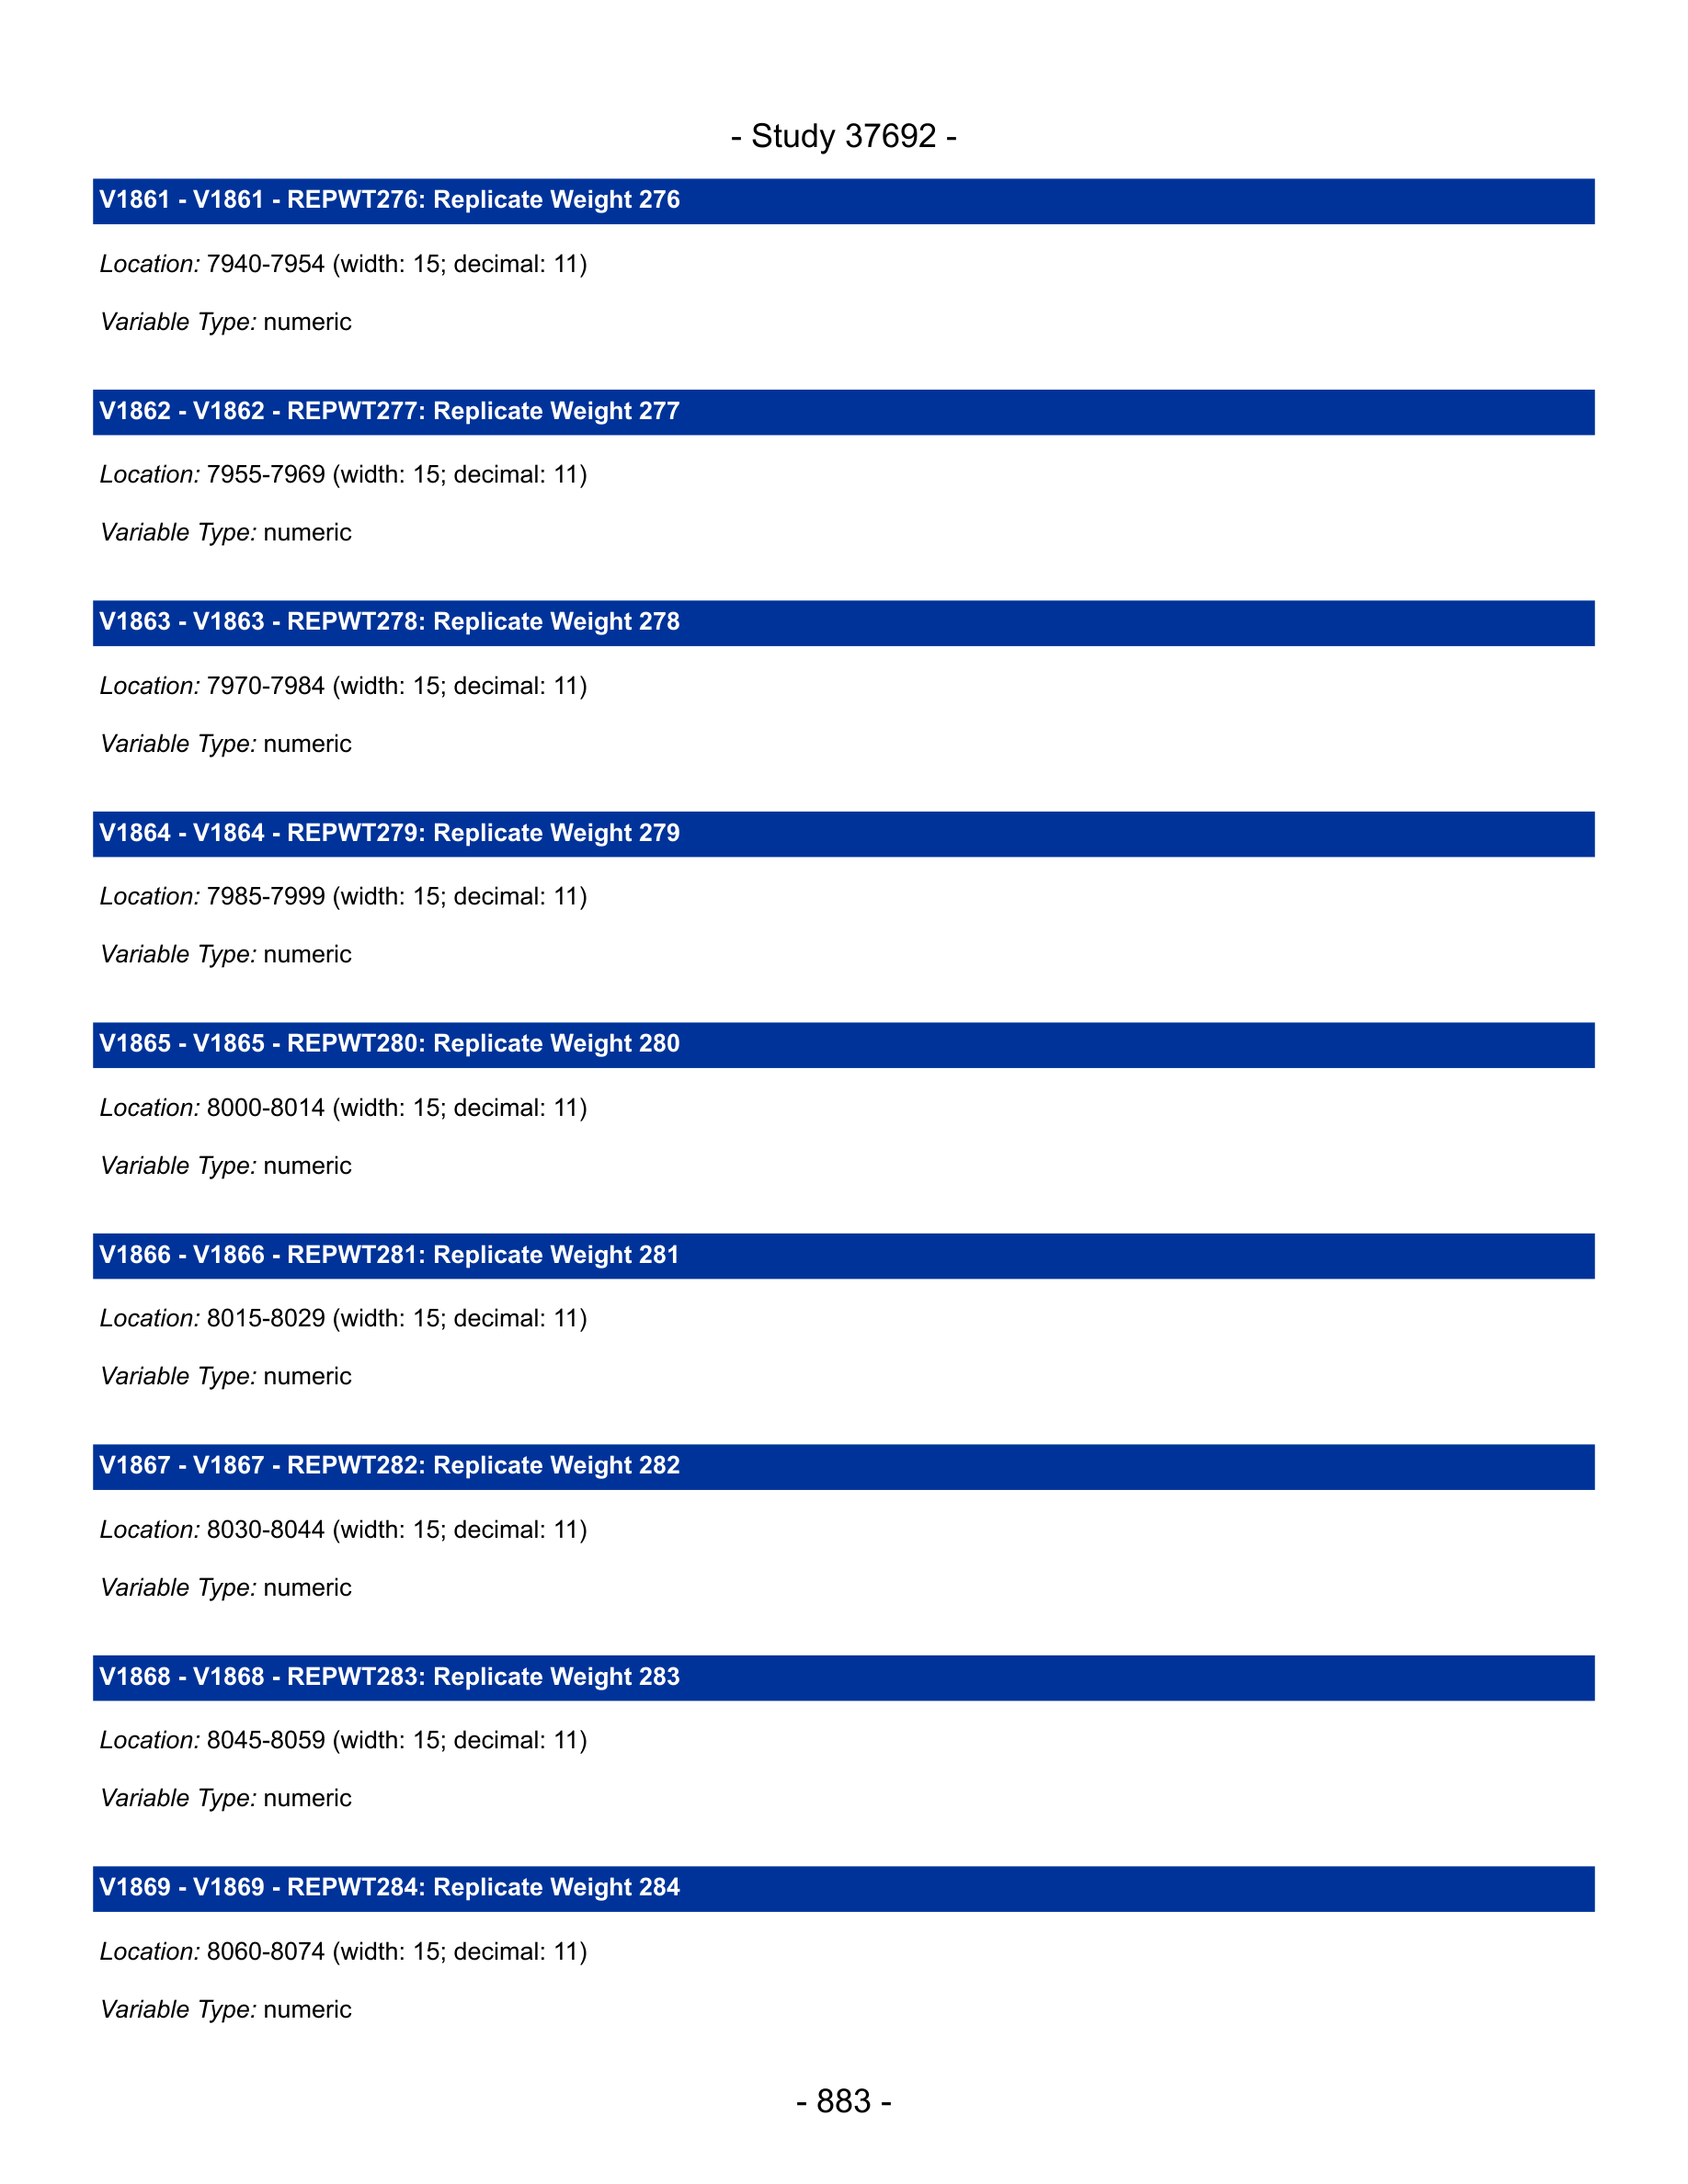 - Study 37692 -
V1861 - V1861 - REPWT276: Replicate Weight 276
Location: 7940-7954 (width: 15; decimal: 11)
Variable Type: numeric
V1862 - V1862 - REPWT277: Replicate Weight 277
Location: 7955-7969 (width: 15; decimal: 11)
Variable Type: numeric
V1863 - V1863 - REPWT278: Replicate Weight 278
Location: 7970-7984 (width: 15; decimal: 11)
Variable Type: numeric
V1864 - V1864 - REPWT279: Replicate Weight 279
Location: 7985-7999 (width: 15; decimal: 11)
Variable Type: numeric
V1865 - V1865 - REPWT280: Replicate Weight 280
Location: 8000-8014 (width: 15; decimal: 11)
Variable Type: numeric
V1866 - V1866 - REPWT281: Replicate Weight 281
Location: 8015-8029 (width: 15; decimal: 11)
Variable Type: numeric
V1867 - V1867 - REPWT282: Replicate Weight 282
Location: 8030-8044 (width: 15; decimal: 11)
Variable Type: numeric
V1868 - V1868 - REPWT283: Replicate Weight 283
Location: 8045-8059 (width: 15; decimal: 11)
Variable Type: numeric
V1869 - V1869 - REPWT284: Replicate Weight 284
Location: 8060-8074 (width: 15; decimal: 11)
Variable Type: numeric
- 883 -